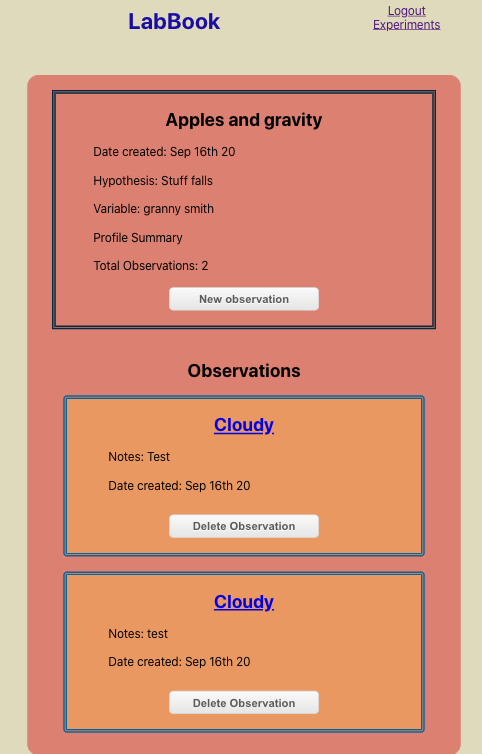 LabBook
Logout
Experiments
Apples and gravity
Date created: Sep 16th 20
Hypothesis: Stuff falls
Variable: granny smith
Profile Summary
Total Observations: 2
New observation
Observations
Cloudy
Notes: Test
Date created: Sep 16th 20
Delete Observation
Cloudy
Notes: test
Date created: Sep 16th 20
Delete Observation